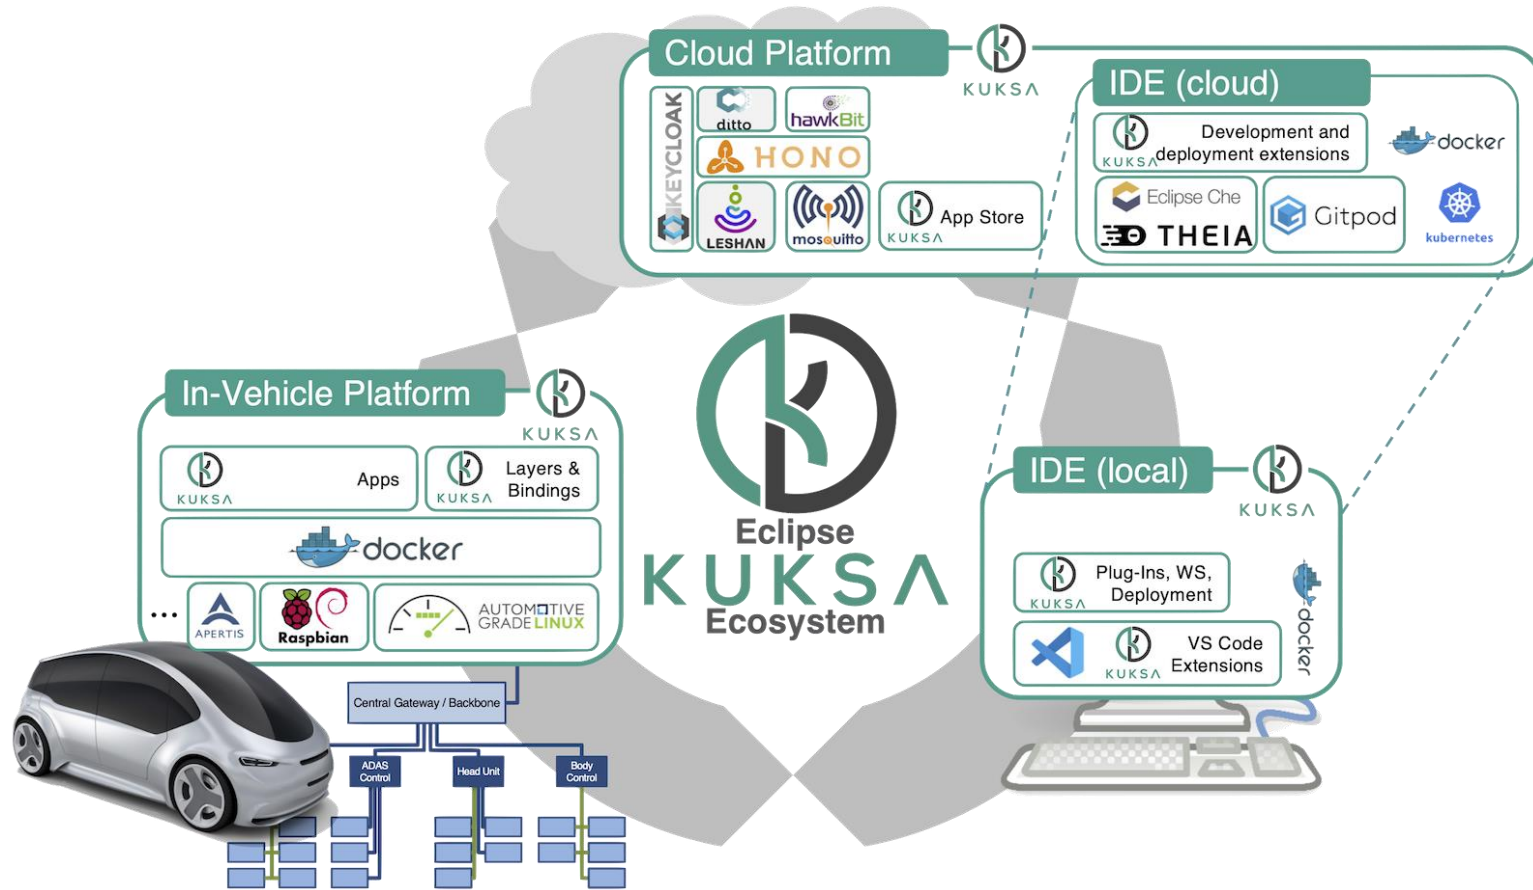 Cloud Platform
KUKSA
IDE (cloud)
KEYCLOAK
ditto
hawkBit
HONO
LESHAN
mosquitto
KUKSA
App Store
KUKSA
Development and
deployment extensions
docker
Eclipse Che
THEIA
Gitpod
kubernetes
In-Vehicle Platform
KUKSA
KUKSA
Apps
KUKSA
Layers &
Bindings
docker
...
APERTIS
Raspbian
AUTOMOTIVE
GRADELINUX
Eclipse
KUKSA
Ecosystem
IDE (local)
KUKSA
KUKSA
Plug-Ins, WS,
Deployment
docker
KUKSA
VS Code
Extensions
Central Gateway / Backbone
ADAS
Control
Head Unit
Body
Control